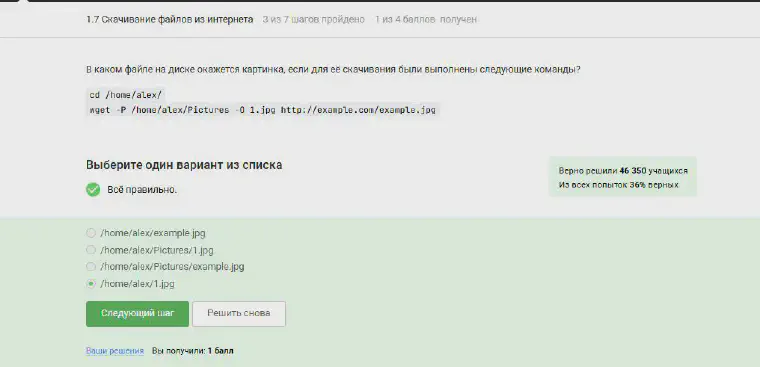 1.7 Скачивание файлов из интернета 3 из 7 шагов пройдено 1 из 4 баллов получен
В каком файле на диске окажется картинка, если для её скачивания были выполнены следующие команды?
cd /home/alex/
wget -P /home/alex/Pictures -O 1.jpg http://example.com/example.jpg
Выберите один вариант из списка
Всё правильно.
Верно решили 46 350 учащихся
Из всех попыток 36% верных
/home/alex/example.jpg
/home/alex/Pictures/1.jpg
/home/alex/Pictures/example.jpg
/home/alex/1.jpg
Следующий шаг Решить снова
Ваши решения Вы получили: 1 балл